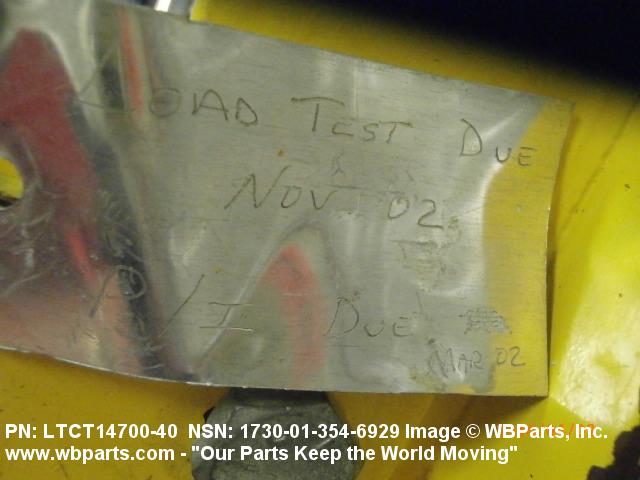 LOAD TEST DUE
NOV 02
P/I DUE
MAR 02
PN: LTCT14700-40 NSN: 1730-01-354-6929 Image © WBParts, Inc.
www.wbparts.com - "Our Parts Keep the World Moving"